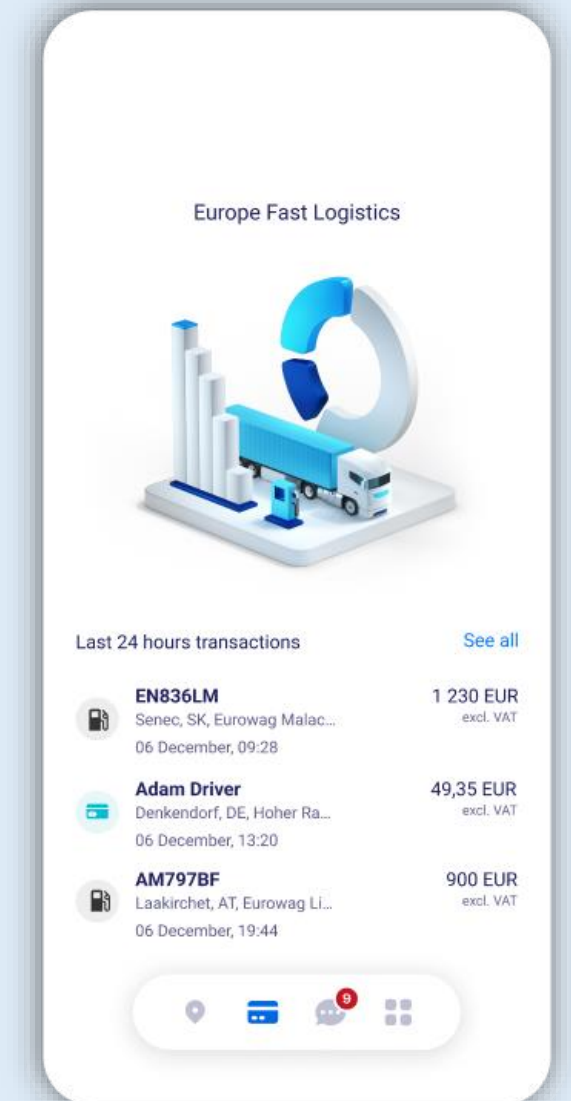 Europe Fast Logistics
Last 24 hours transactions See all
EN836LM 1 230 EUR
Senec, SK, Eurowag Malac... excl. VAT
06 December, 09:28
Adam Driver 49,35 EUR
Denkendorf, DE, Hoher Ra... excl. VAT
06 December, 13:20
AM797BF 900 EUR
Laakirchet, AT, Eurowag Li... excl. VAT
06 December, 19:44
9